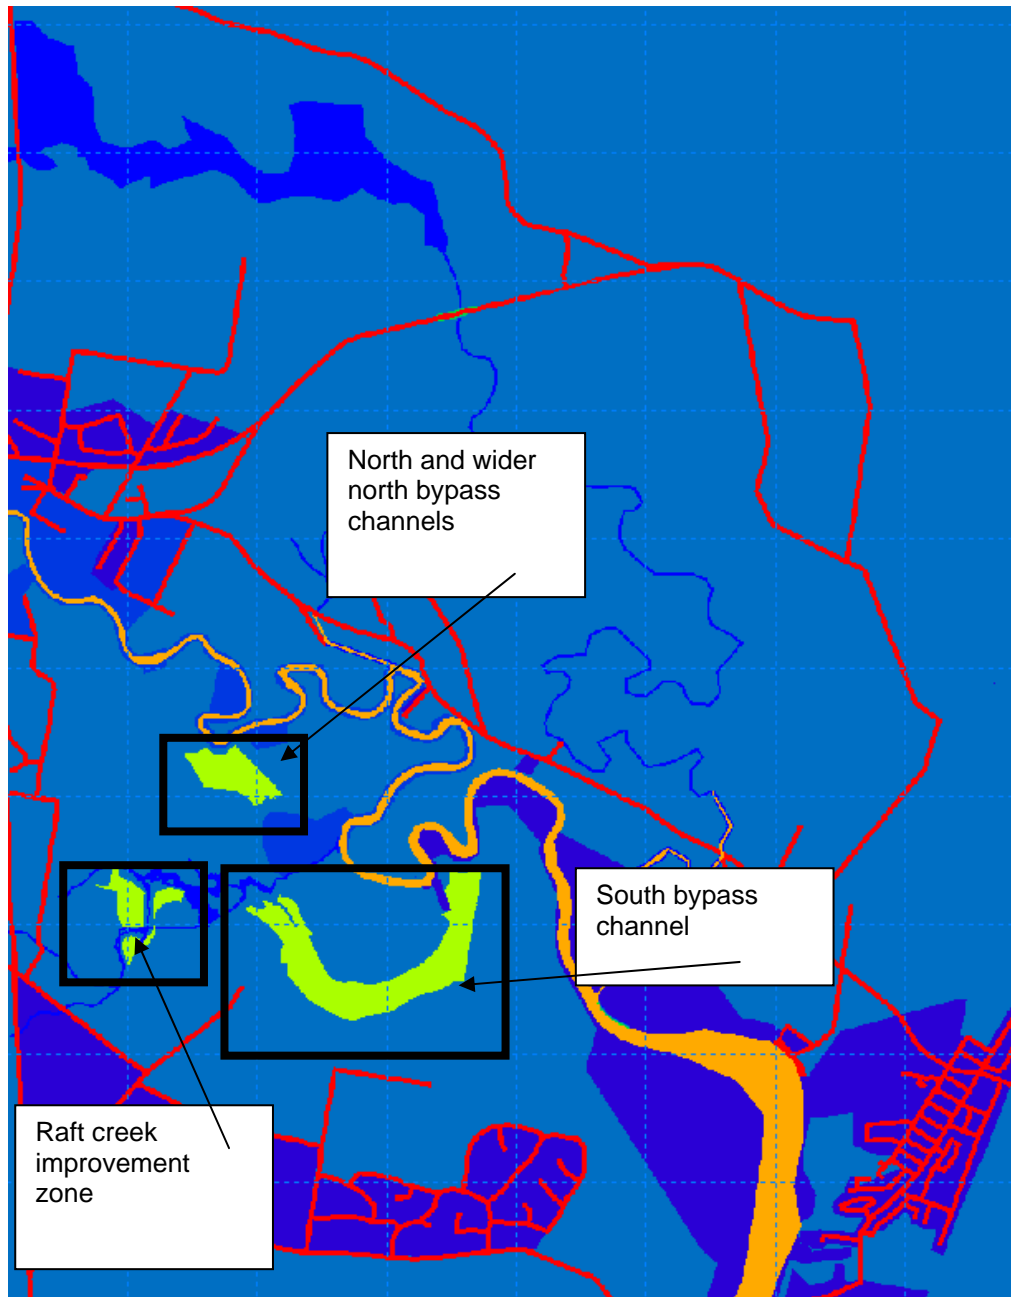 North and wider
north bypass
channels
South bypass
channel
Raft creek
improvement
zone